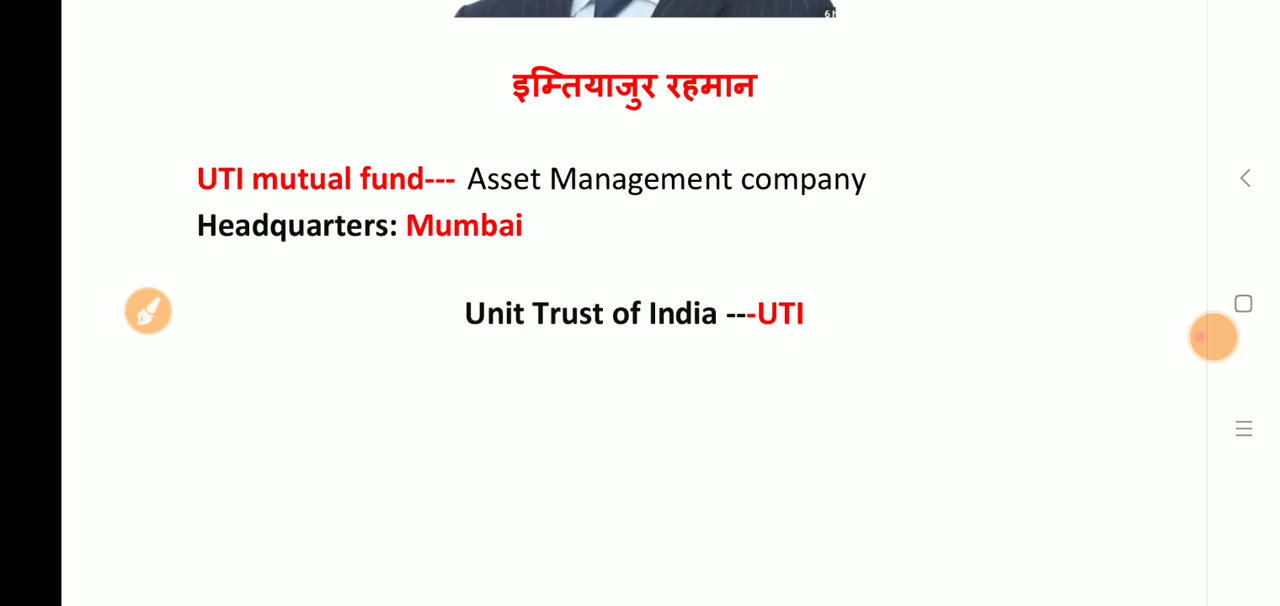 इम्तियाजुर रहमान
UTI mutual fund--- Asset Management company
Headquarters: Mumbai
Unit Trust of India ---UTI